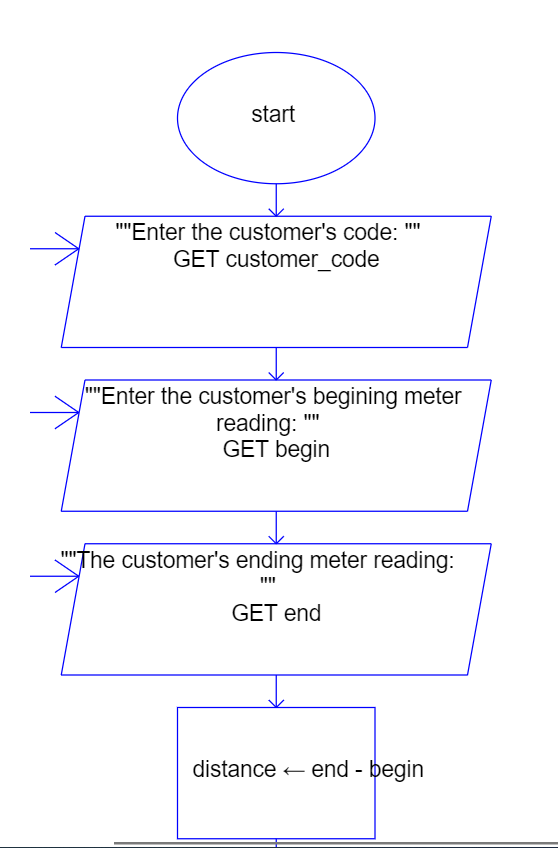 start
""Enter the customer's code: ""
GET customer_code
""Enter the customer's begining meter
reading: ""
GET begin
""The customer's ending meter reading:
""
GET end
distance ← end - begin